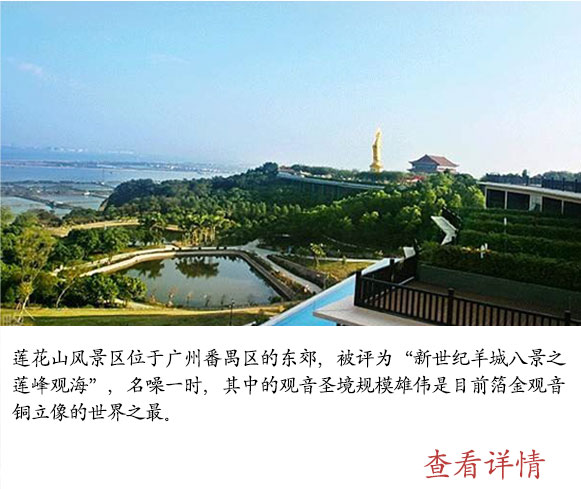 莲花山风景区位于广州番禺区的东郊，被评为“新世纪羊城八景之
莲峰观海”，名噪一时，其中的观音圣境规模雄伟是目前箔金观音
铜立像的世界之最。
查看详情